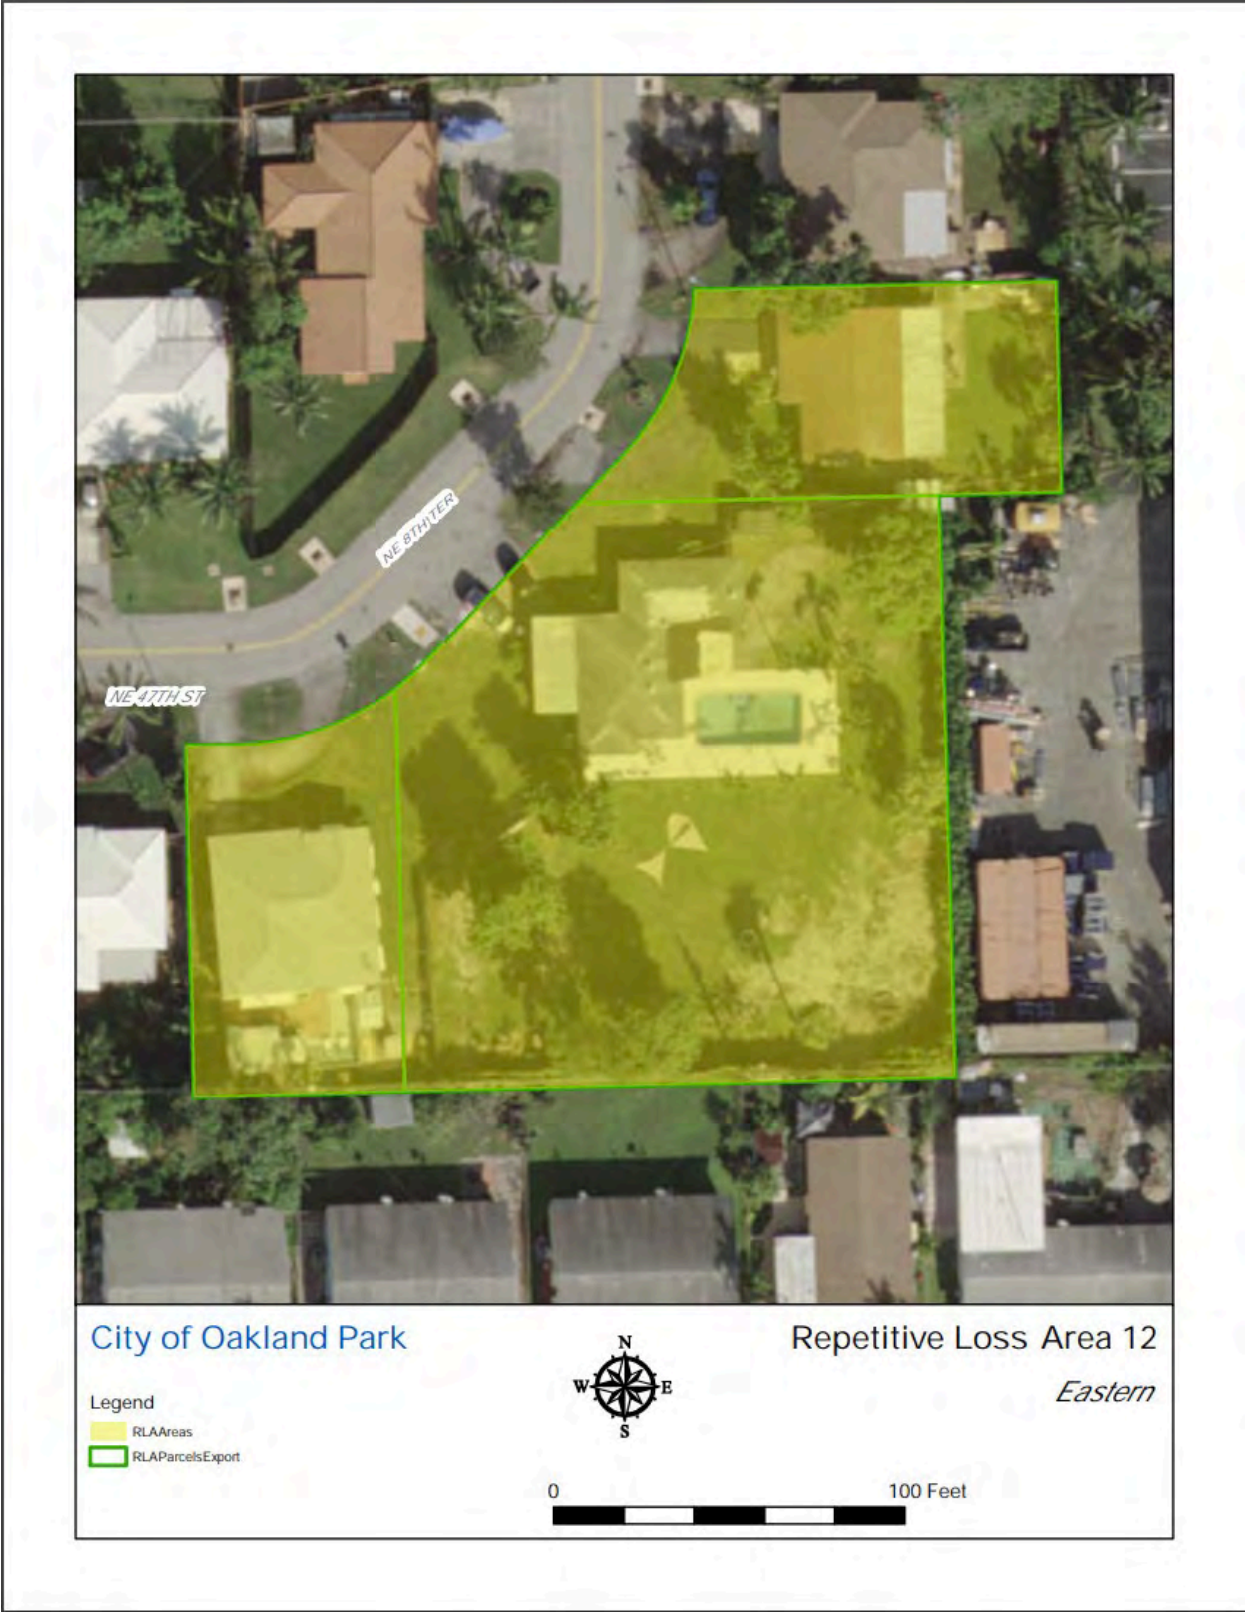 NE 8TH TER
NE 47TH ST
City of Oakland Park
Repetitive Loss Area 12
Eastern
Legend
RLAAreas
RLAParcelsExport
N
W E
S
0 100 Feet